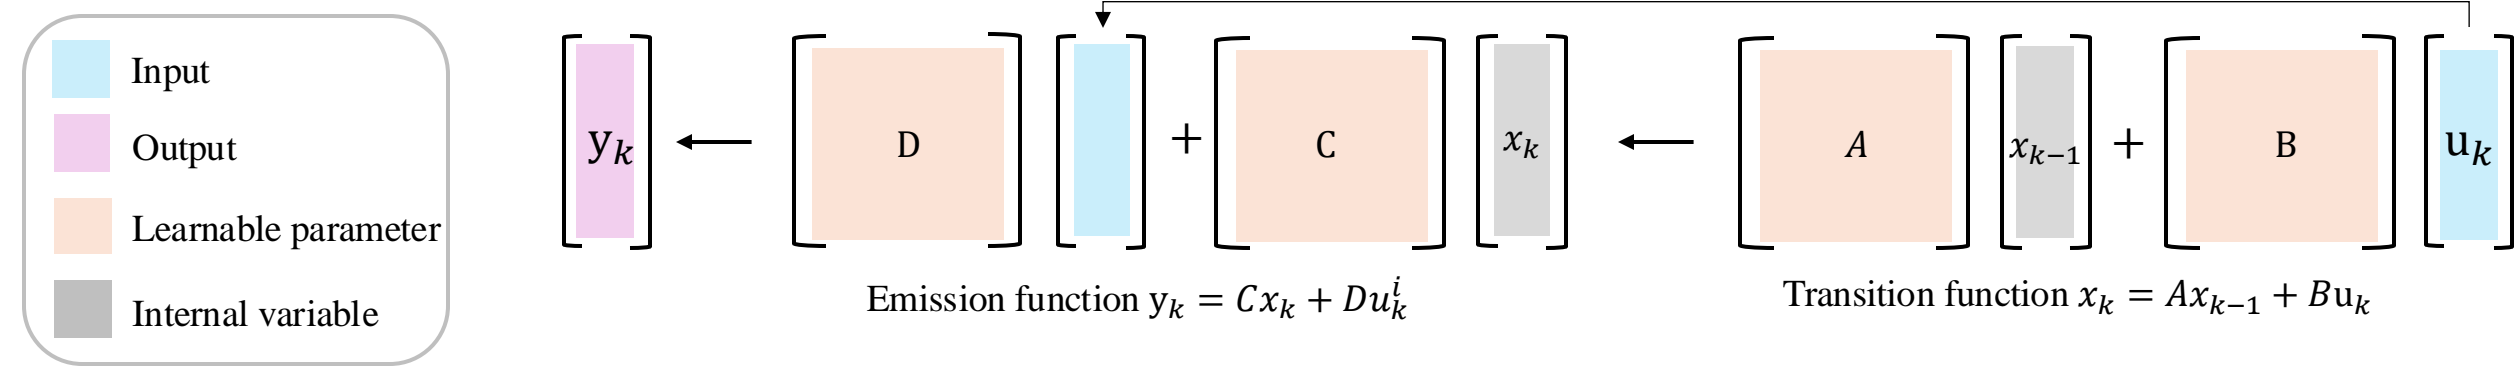 Input
Output
Learnable parameter
Internal variable
y_k ← D + C x_k ← A x_{k−1} + B u_k
Emission function y_k = Cx_k + Du_k^i
Transition function x_k = Ax_{k−1} + Bu_k